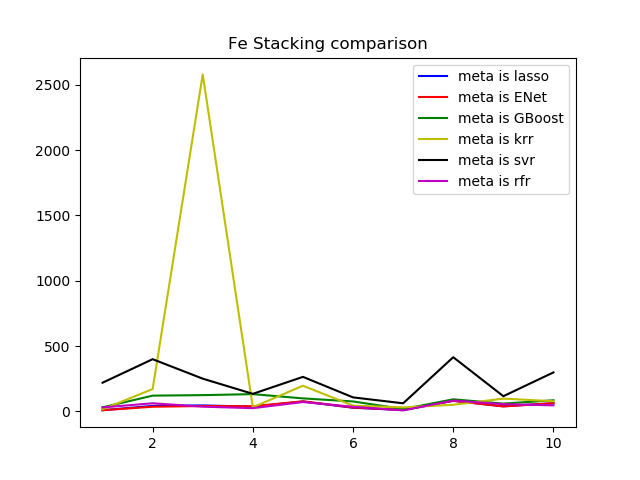 Fe Stacking comparison
2500
2000
1500
1000
500
0
2
4
6
8
10
meta is lasso
meta is ENet
meta is GBoost
meta is krr
meta is svr
meta is rfr